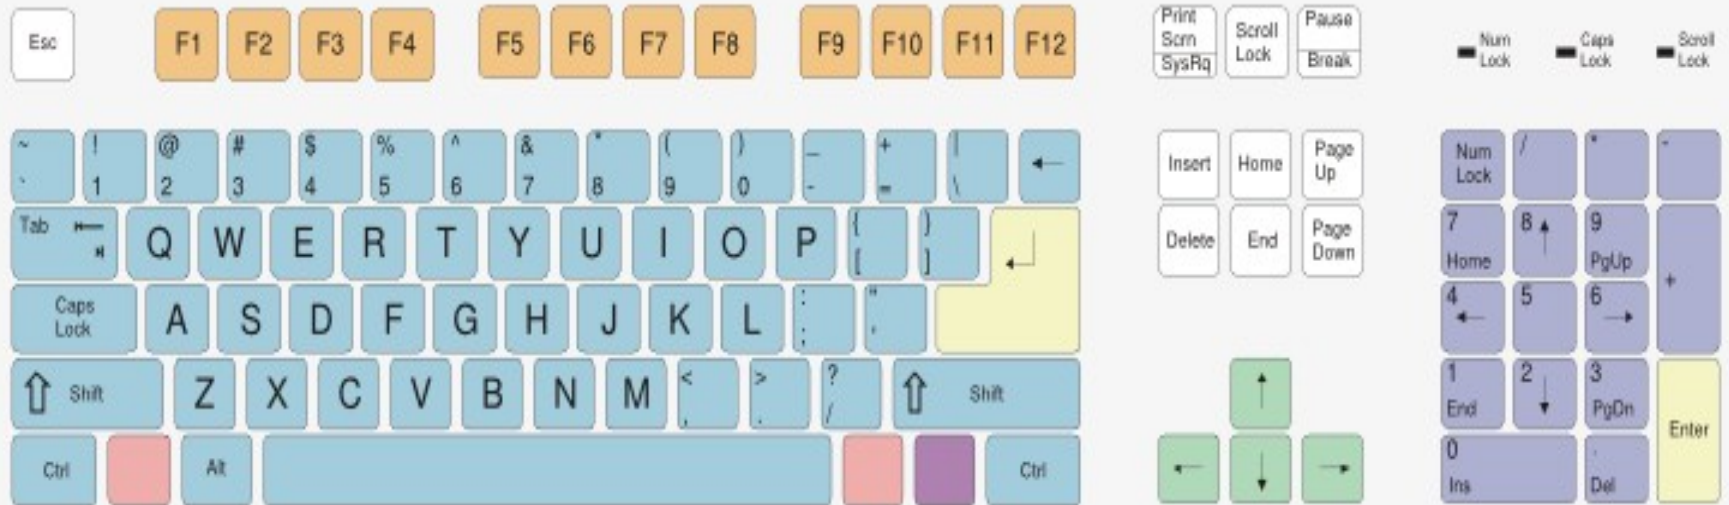 Esc F1 F2 F3 F4 F5 F6 F7 F8 F9 F10 F11 F12
Print Scrn SysRq
Scroll Lock
Pause Break
Num Lock
Caps Lock
Scroll Lock
~ ! @ # $ % ^ & * ( ) _ + |
` 1 2 3 4 5 6 7 8 9 0 - = \ ←
Insert Home Page Up
Num Lock / * -
Tab Q W E R T Y U I O P { [ } ]
Delete End Page Down
7 Home 8 ↑ 9 PgUp +
Caps Lock A S D F G H J K L : ; " '
4 ← 5 6 →
Shift Z X C V B N M < , > . ? / Shift
↑
1 End 2 ↓ 3 PgDn Enter
Ctrl Alt Ctrl
← ↓ →
0 Ins . Del